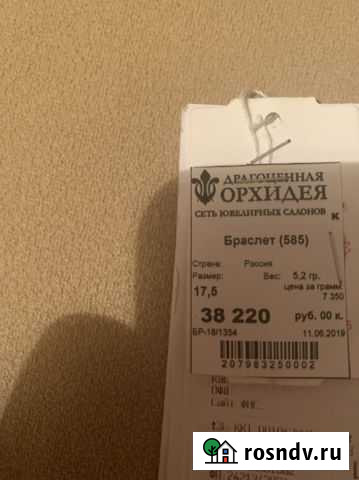 ДРАГОЦЕННАЯ
ОРХИДЕЯ
СЕТЬ ЮВЕЛИРНЫХ САЛОНОВ
к
Браслет (585)
Страна: Россия
Размер: Вес: 5,2 гр.
17,5 цена за грамм:
7 350
38 220 руб. 00 к.
БР-18/1354 11.06.2019
207983250002
rosndv.ru